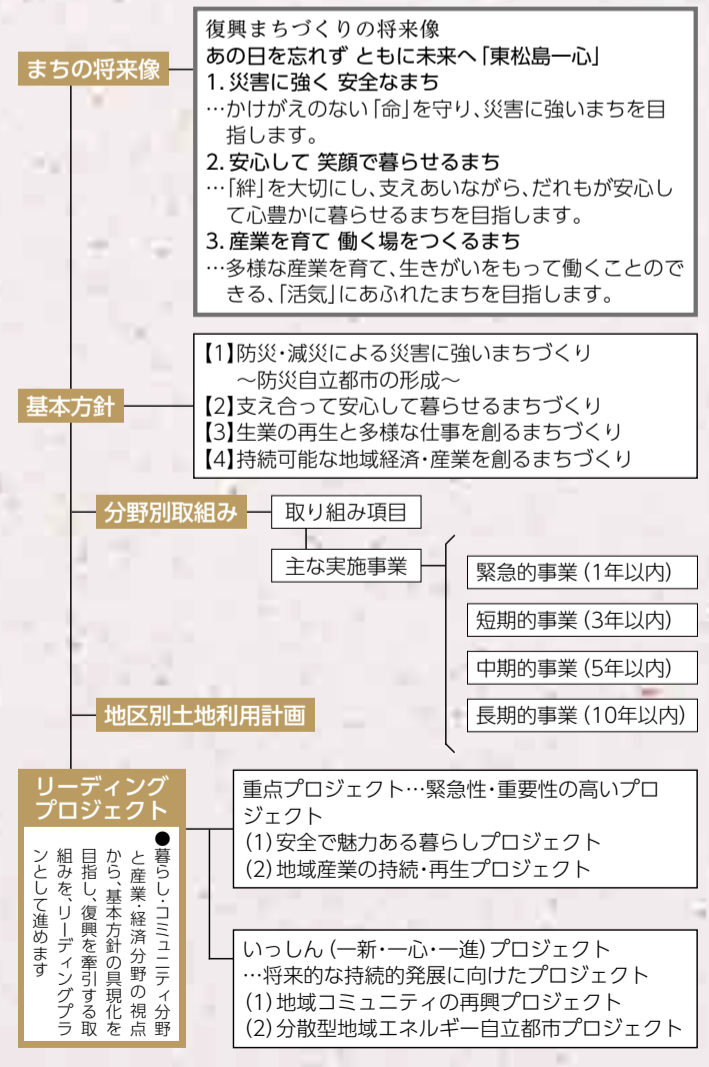 まちの将来像
復興まちづくりの将来像
あの日を忘れず ともに未来へ「東松島一心」
1. 災害に強く 安全なまち
…かけがえのない「命」を守り、災害に強いまちを目
指します。
2. 安心して 笑顔で暮らせるまち
…「絆」を大切にし、支えあいながら、だれもが安心し
て心豊かに暮らせるまちを目指します。
3. 産業を育て 働く場をつくるまち
…多様な産業を育て、生きがいをもって働くことので
きる、「活気」にあふれたまちを目指します。
基本方針
【1】防災・減災による災害に強いまちづくり
～防災自立都市の形成～
【2】支え合って安心して暮らせるまちづくり
【3】生業の再生と多様な仕事を創るまちづくり
【4】持続可能な地域経済・産業を創るまちづくり
分野別取組み
取り組み項目
主な実施事業
緊急的事業(1年以内)
短期的事業(3年以内)
中期的事業(5年以内)
長期的事業(10年以内)
地区別土地利用計画
リーディング
プロジェクト
●暮らし・コミュニティ分野
と産業・経済分野の視点
から、基本方針の具現化を
目指し、復興を牽引する取
組みを、リーディングプラ
ンとして進めます
重点プロジェクト…緊急性・重要性の高いプロ
ジェクト
(1)安全で魅力ある暮らしプロジェクト
(2)地域産業の持続・再生プロジェクト
いっしん(一新・一心・一進)プロジェクト
…将来的な持続的発展に向けたプロジェクト
(1)地域コミュニティの再興プロジェクト
(2)分散型地域エネルギー自立都市プロジェクト